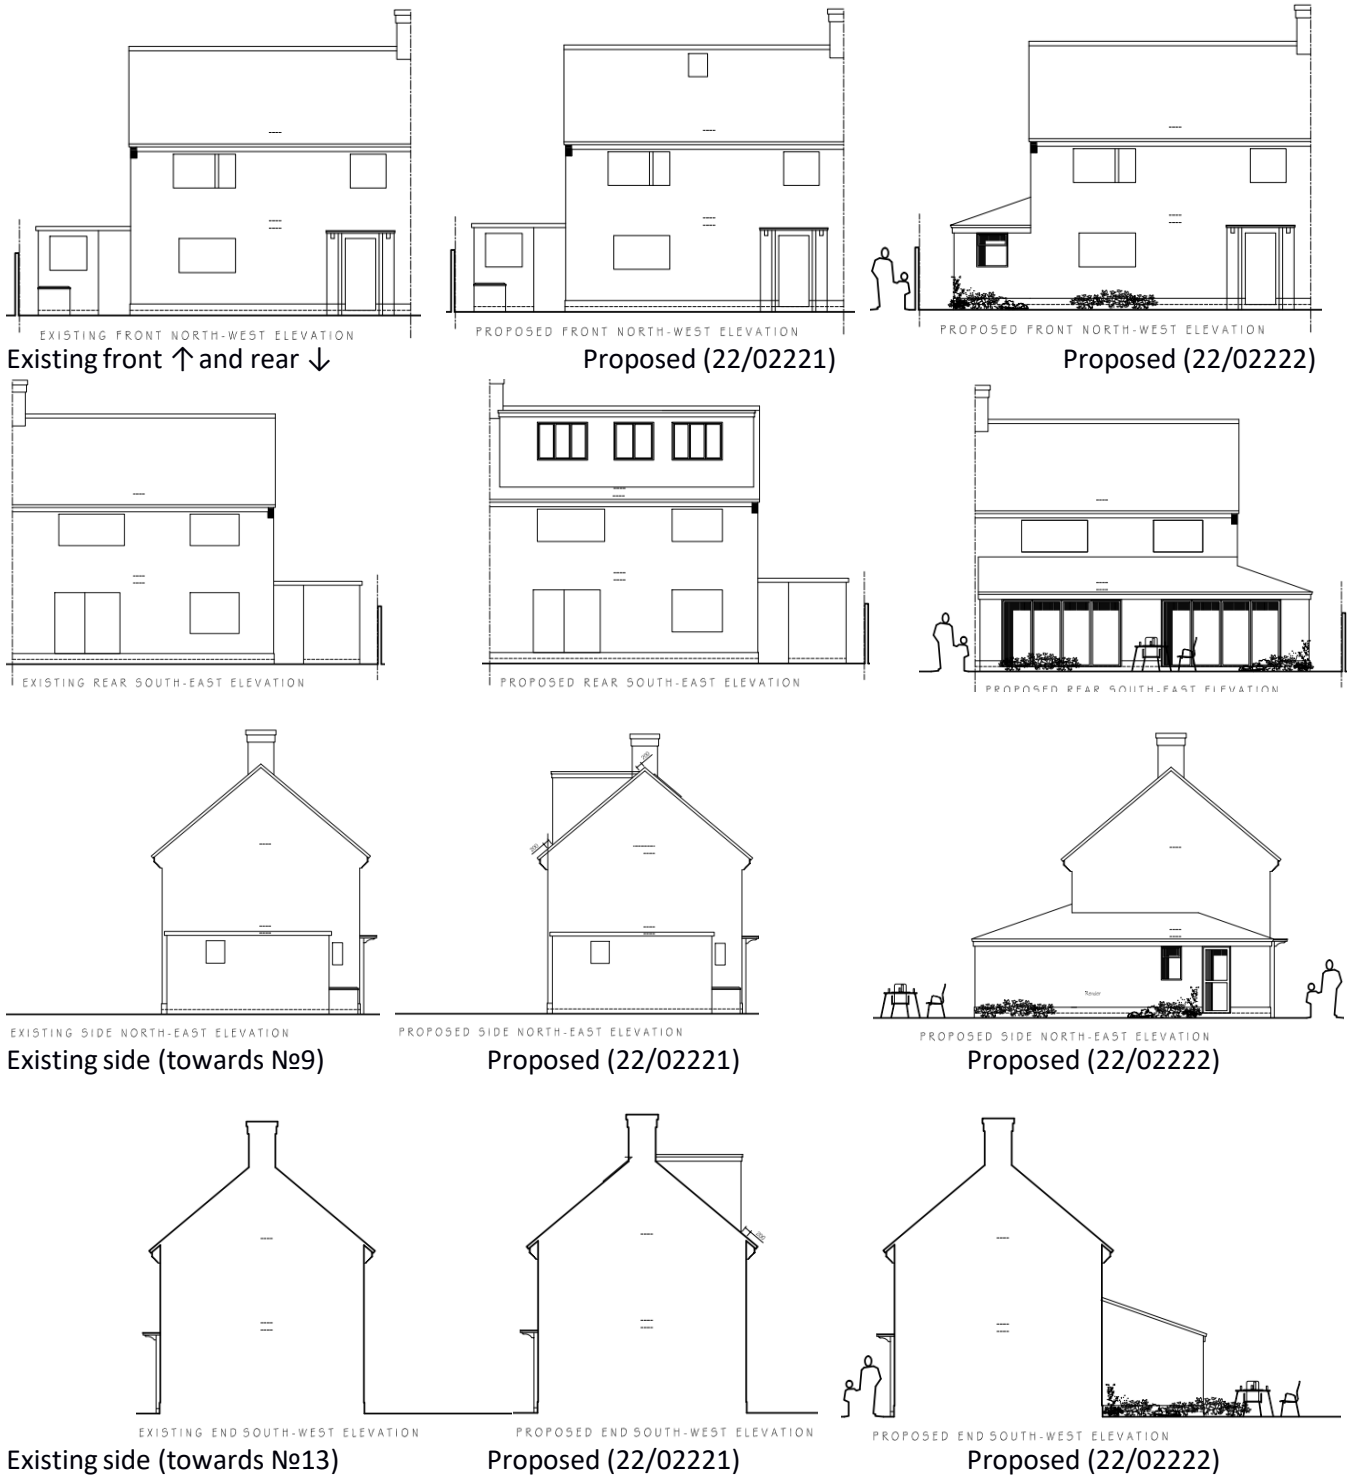 EXISTING FRONT NORTH-WEST ELEVATION
PROPOSED FRONT NORTH-WEST ELEVATION
PROPOSED FRONT NORTH-WEST ELEVATION
Existing front ↑ and rear ↓
Proposed (22/02221)
Proposed (22/02222)
EXISTING REAR SOUTH-EAST ELEVATION
PROPOSED REAR SOUTH-EAST ELEVATION
PROPOSED REAR SOUTH-EAST ELEVATION
200
200
Render
EXISTING SIDE NORTH-EAST ELEVATION
PROPOSED SIDE NORTH-EAST ELEVATION
PROPOSED SIDE NORTH-EAST ELEVATION
Existing side (towards №9)
Proposed (22/02221)
Proposed (22/02222)
200
EXISTING END SOUTH-WEST ELEVATION
PROPOSED END SOUTH-WEST ELEVATION
PROPOSED END SOUTH-WEST ELEVATION
Existing side (towards №13)
Proposed (22/02221)
Proposed (22/02222)